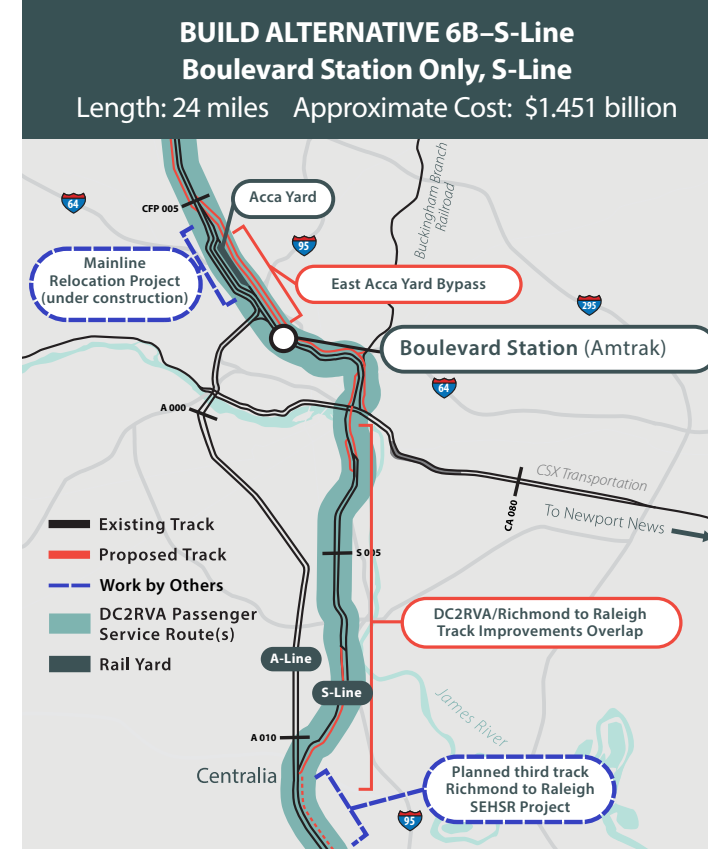 BUILD ALTERNATIVE 6B–S-Line
Boulevard Station Only, S-Line
Length: 24 miles Approximate Cost: $1.451 billion
64
CFP 005
Acca Yard
Buckingham Branch
Railroad
95
Mainline
Relocation Project
(under construction)
East Acca Yard Bypass
295
Boulevard Station (Amtrak)
64
A 000
CSX Transportation
CA 080
To Newport News
Existing Track
Proposed Track
Work by Others
DC2RVA Passenger
Service Route(s)
Rail Yard
S 005
DC2RVA/Richmond to Raleigh
Track Improvements Overlap
A-Line
S-Line
James River
A 010
Centralia
Planned third track
Richmond to Raleigh
SEHSR Project
95